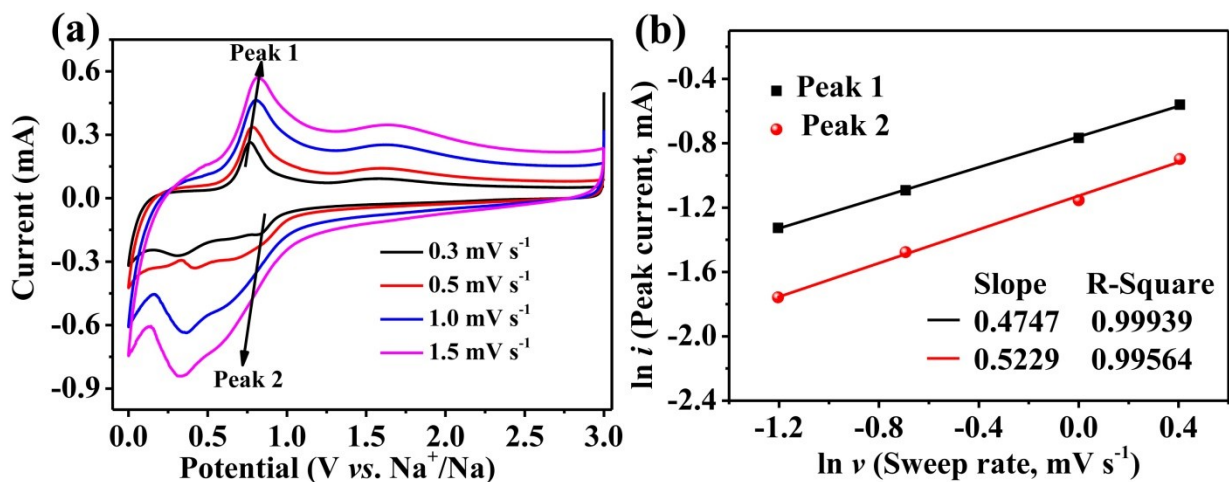 (a)
Peak 1
0.6
0.3
0.0
-0.3
-0.6
-0.9
Current (mA)
0.3 mV s⁻¹
0.5 mV s⁻¹
1.0 mV s⁻¹
1.5 mV s⁻¹
Peak 2
0.0 0.5 1.0 1.5 2.0 2.5 3.0
Potential (V vs. Na⁺/Na)
(b)
-0.4
-0.8
-1.2
-1.6
-2.0
-2.4
ln i (Peak current, mA)
Peak 1
Peak 2
Slope R-Square
0.4747 0.99939
0.5229 0.99564
-1.2 -0.8 -0.4 0.0 0.4
ln v (Sweep rate, mV s⁻¹)